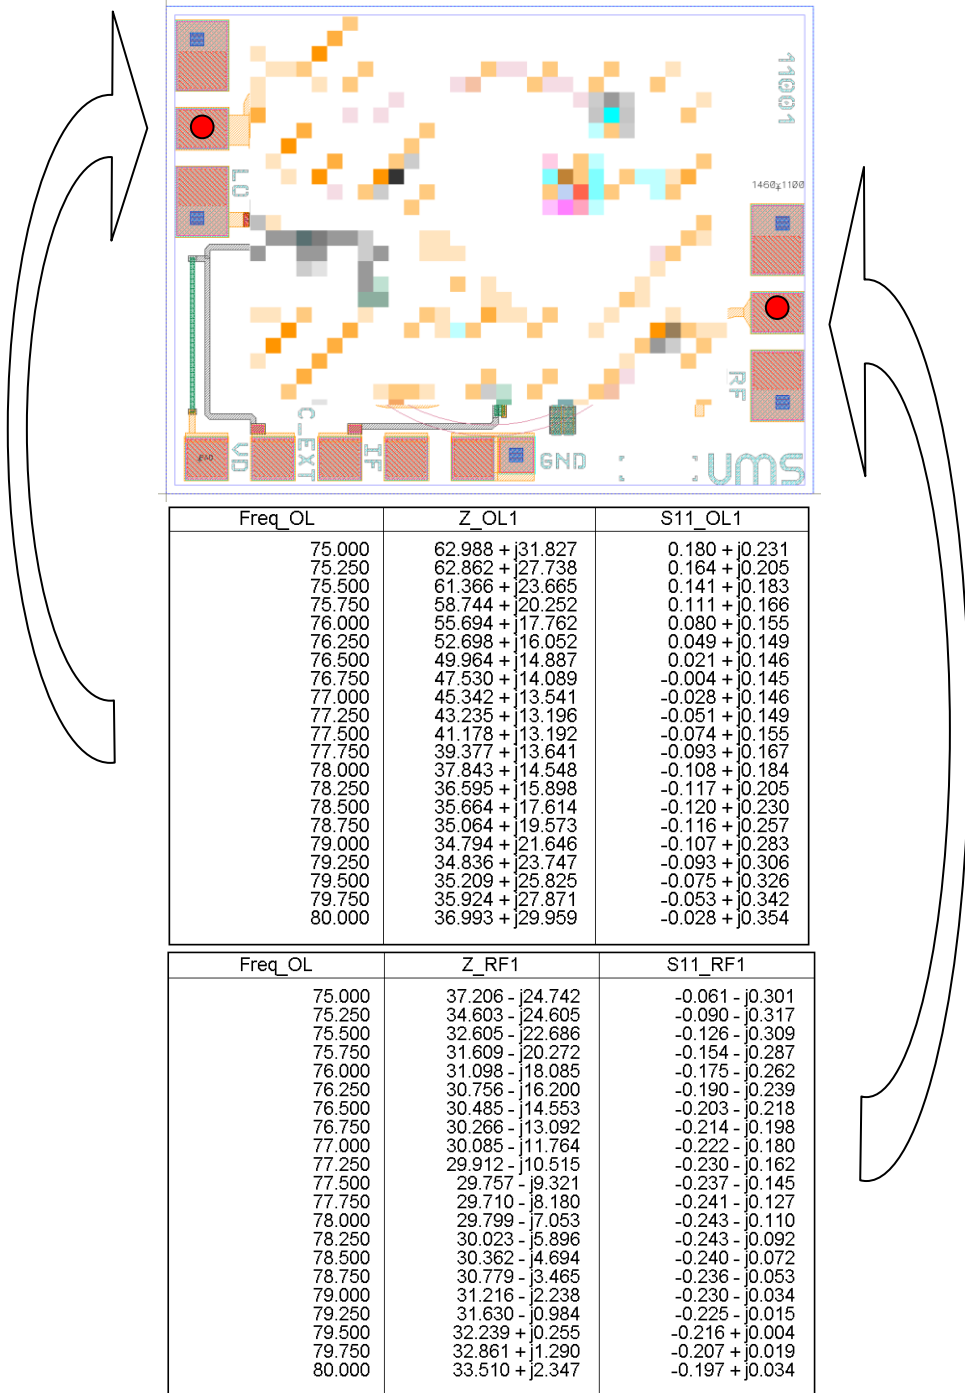 11001
LO
1460x1100
RF
VD
C_EXT
IF
GND
UMS
Freq_OL Z_OL1 S11_OL1
75.000 62.988 + j31.827 0.180 + j0.231
75.250 62.862 + j27.738 0.164 + j0.205
75.500 61.366 + j23.665 0.141 + j0.183
75.750 58.744 + j20.252 0.111 + j0.166
76.000 55.694 + j17.762 0.080 + j0.155
76.250 52.698 + j16.052 0.049 + j0.149
76.500 49.964 + j14.887 0.021 + j0.146
76.750 47.530 + j14.089 -0.004 + j0.145
77.000 45.342 + j13.541 -0.028 + j0.146
77.250 43.235 + j13.196 -0.051 + j0.149
77.500 41.178 + j13.192 -0.074 + j0.155
77.750 39.377 + j13.641 -0.093 + j0.167
78.000 37.843 + j14.548 -0.108 + j0.184
78.250 36.595 + j15.898 -0.117 + j0.205
78.500 35.664 + j17.614 -0.120 + j0.230
78.750 35.064 + j19.573 -0.116 + j0.257
79.000 34.794 + j21.646 -0.107 + j0.283
79.250 34.836 + j23.747 -0.093 + j0.306
79.500 35.209 + j25.825 -0.075 + j0.326
79.750 35.924 + j27.871 -0.053 + j0.342
80.000 36.993 + j29.959 -0.028 + j0.354
Freq_OL Z_RF1 S11_RF1
75.000 37.206 - j24.742 -0.061 - j0.301
75.250 34.603 - j24.605 -0.090 - j0.317
75.500 32.605 - j22.686 -0.126 - j0.309
75.750 31.609 - j20.272 -0.154 - j0.287
76.000 31.098 - j18.085 -0.175 - j0.262
76.250 30.756 - j16.200 -0.190 - j0.239
76.500 30.485 - j14.553 -0.203 - j0.218
76.750 30.266 - j13.092 -0.214 - j0.198
77.000 30.085 - j11.764 -0.222 - j0.180
77.250 29.912 - j10.515 -0.230 - j0.162
77.500 29.757 - j9.321 -0.237 - j0.145
77.750 29.710 - j8.180 -0.241 - j0.127
78.000 29.799 - j7.053 -0.243 - j0.110
78.250 30.023 - j5.896 -0.243 - j0.092
78.500 30.362 - j4.694 -0.240 - j0.072
78.750 30.779 - j3.465 -0.236 - j0.053
79.000 31.216 - j2.238 -0.230 - j0.034
79.250 31.630 - j0.984 -0.225 - j0.015
79.500 32.239 + j0.255 -0.216 + j0.004
79.750 32.861 + j1.290 -0.207 + j0.019
80.000 33.510 + j2.347 -0.197 + j0.034